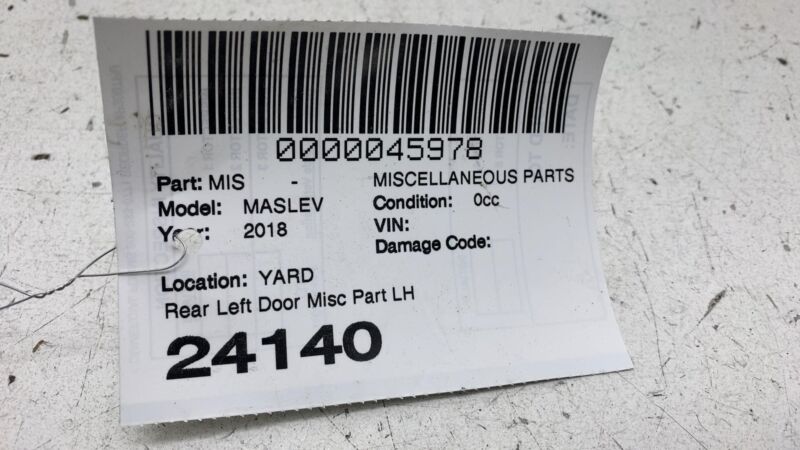 0000045978
Part: MIS - MISCELLANEOUS PARTS
Model: MASLEV Condition: 0cc
Year: 2018 VIN:
Damage Code:
Location: YARD
Rear Left Door Misc Part LH
24140